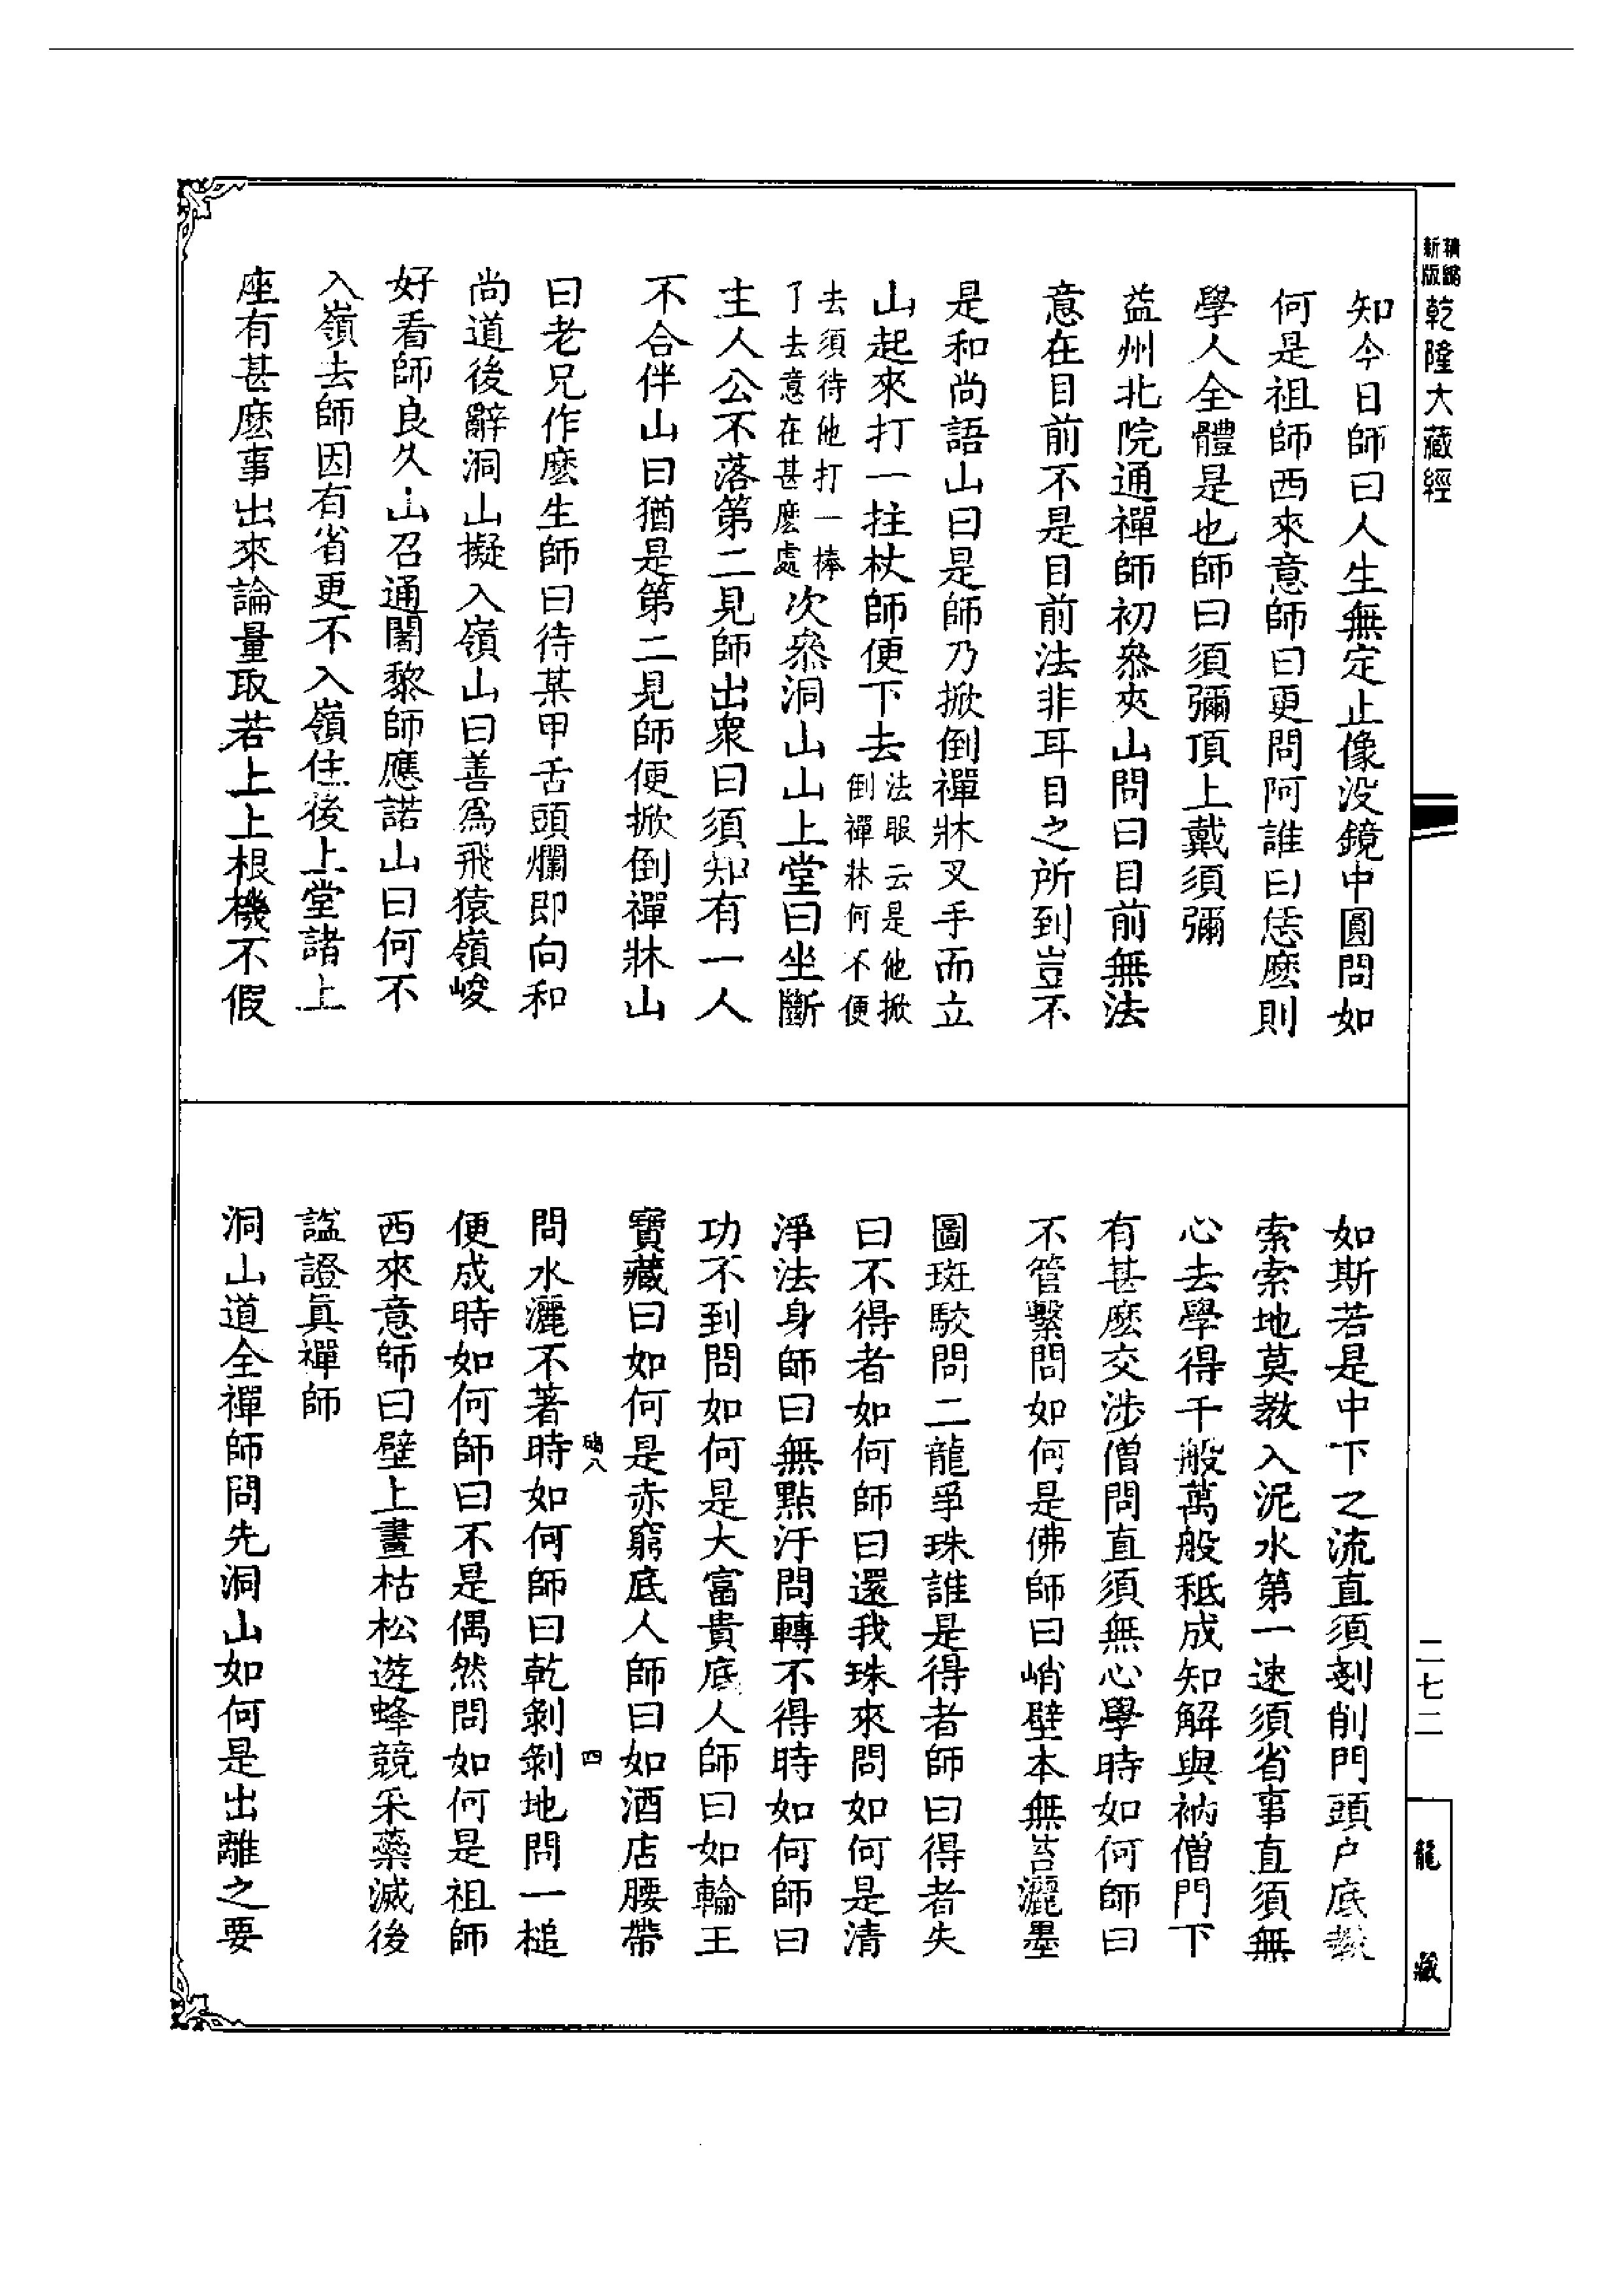 新版精編乾隆大藏經
知今日師曰人生無定止像没鏡中圓問如
何是祖師西來意師曰更問阿誰曰恁麽則
學人全體是也師曰須彌頂上戴須彌
益州北院通禪師初叅夾山問曰目前無法
意在目前不是目前法非耳目之所到豈不
是和尚語山曰是師乃掀倒禪牀叉手而立
山起來打一拄杖師便下去法眼云是他掀倒禪牀何不便
去須待他打一棒了去意在甚麽處次叅洞山山上堂曰坐斷
主人公不落第二見師出衆曰須知有一人
不合伴山曰猶是第二見師便掀倒禪牀山
曰老兄作麽生師曰待某甲舌頭爛即向和
尚道後辭洞山擬入嶺山曰善爲飛猿嶺峻
好看師良久山召通闍黎師應諾山曰何不
入嶺去師因有省更不入嶺住後上堂諸上
座有甚麽事出來論量取若上上根機不假
如斯若是中下之流直須剗削門頭户底教
索索地莫教入泥水第一速須省事直須無
心去學得千般萬般秪成知解與衲僧門下
有甚麽交涉僧問直須無心學時如何師曰
不管繫問如何是佛師曰峭壁本無苔灑墨
圖斑駮問二龍爭珠誰是得者師曰得者失
曰不得者如何師曰還我珠來問如何是清
淨法身師曰無點汙問轉不得時如何師曰
功不到問如何是大富貴底人師曰如輪王
寶藏曰如何是赤窮底人師曰如酒店腰帶
問水灑不著時如何師曰乾剝剝地問一槌
便成時如何師曰不是偶然問如何是祖師
西來意師曰壁上畫枯松遊蜂競采藥滅後
諡證眞禪師
洞山道全禪師問先洞山如何是出離之要
二七二
龍藏
八
四